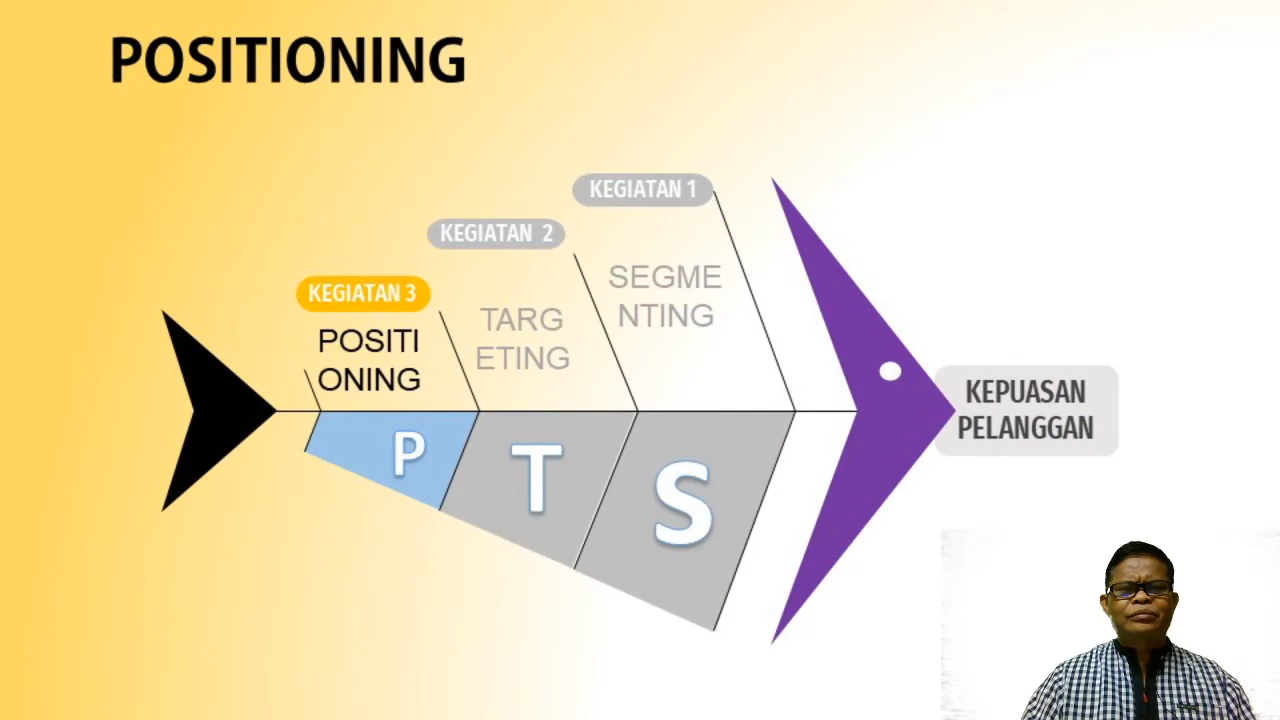 POSITIONING
KEGIATAN 1
KEGIATAN 2
KEGIATAN 3
SEGME
NTING
TARG
ETING
POSITI
ONING
P
T
S
KEPUASAN
PELANGGAN